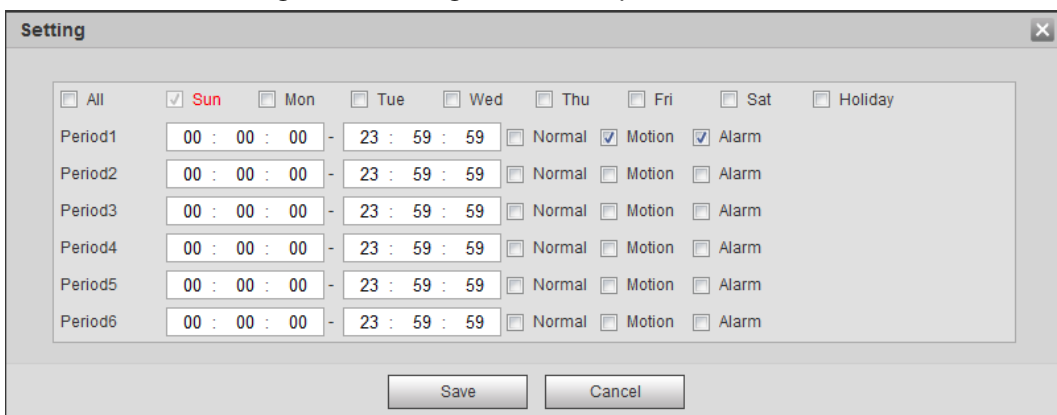 Setting
All Sun Mon Tue Wed Thu Fri Sat Holiday
Period1 00 : 00 : 00 - 23 : 59 : 59 Normal Motion Alarm
Period2 00 : 00 : 00 - 23 : 59 : 59 Normal Motion Alarm
Period3 00 : 00 : 00 - 23 : 59 : 59 Normal Motion Alarm
Period4 00 : 00 : 00 - 23 : 59 : 59 Normal Motion Alarm
Period5 00 : 00 : 00 - 23 : 59 : 59 Normal Motion Alarm
Period6 00 : 00 : 00 - 23 : 59 : 59 Normal Motion Alarm
Save Cancel